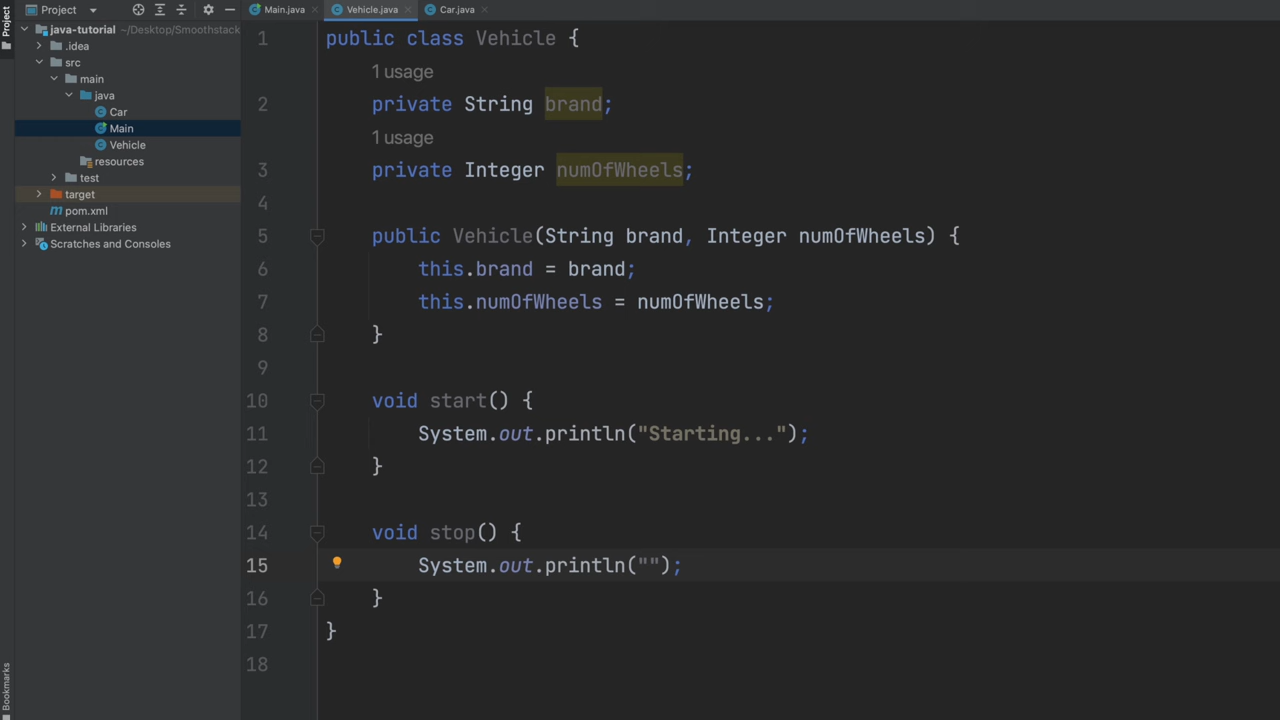 Project
Project
Main.java
Vehicle.java
Car.java
java-tutorial ~/Desktop/Smoothstack
.idea
src
main
java
Car
Main
Vehicle
resources
test
target
pom.xml
External Libraries
Scratches and Consoles
Bookmarks
1 public class Vehicle {
1 usage
2 private String brand;
1 usage
3 private Integer numOfWheels;
4
5 public Vehicle(String brand, Integer numOfWheels) {
6 this.brand = brand;
7 this.numOfWheels = numOfWheels;
8 }
9
10 void start() {
11 System.out.println("Starting...");
12 }
13
14 void stop() {
15 System.out.println("");
16 }
17 }
18